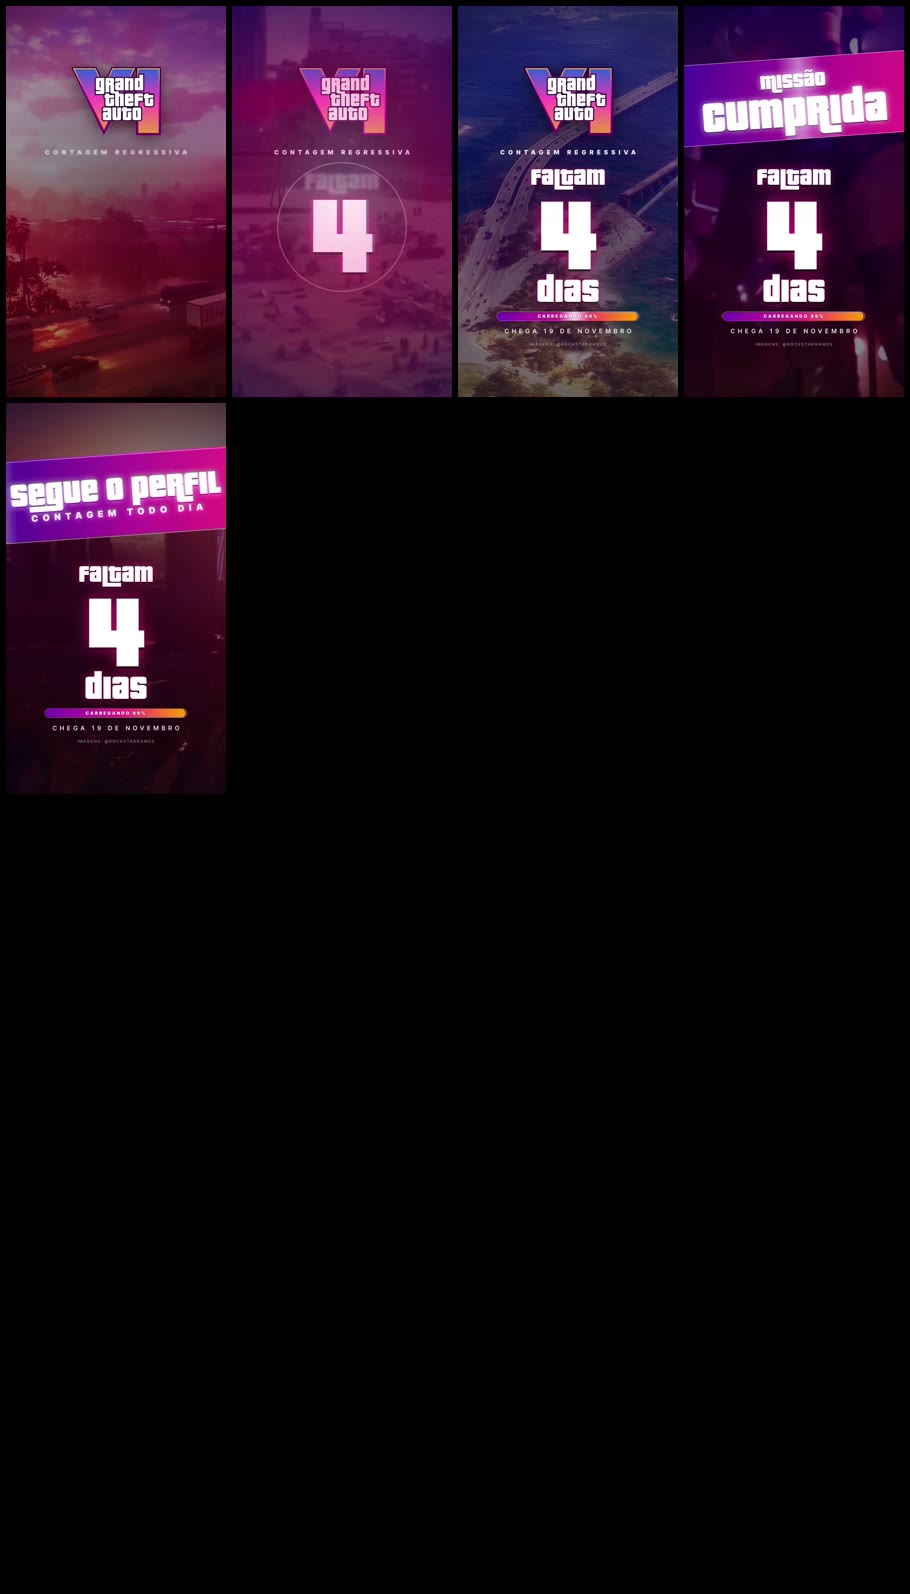 grand
theft
auto
VI
CONTAGEM REGRESSIVA
grand
theft
auto
VI
CONTAGEM REGRESSIVA
Faltam
4
grand
theft
auto
VI
CONTAGEM REGRESSIVA
Faltam
4
dias
CARREGANDO 99%
CHEGA 19 DE NOVEMBRO
IMAGENS: @ROCKSTARGAMES
missão
cumprida
Faltam
4
dias
CARREGANDO 99%
CHEGA 19 DE NOVEMBRO
IMAGENS: @ROCKSTARGAMES
segue o perfil
CONTAGEM TODO DIA
Faltam
4
dias
CARREGANDO 99%
CHEGA 19 DE NOVEMBRO
IMAGENS: @ROCKSTARGAMES